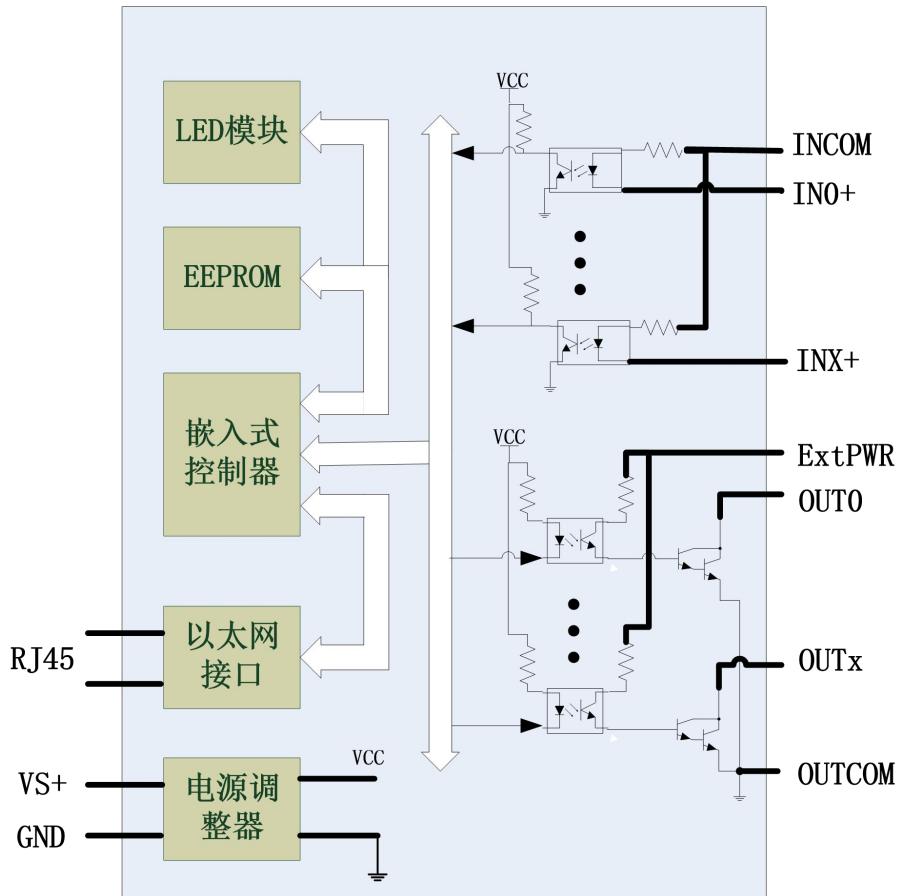 LED模块
EEPROM
嵌入式
控制器
以太网
接口
RJ45
电源调
整器
VS+
GND
VCC
VCC
INCOM
IN0+
INX+
VCC
ExtPWR
OUT0
OUTx
OUTCOM